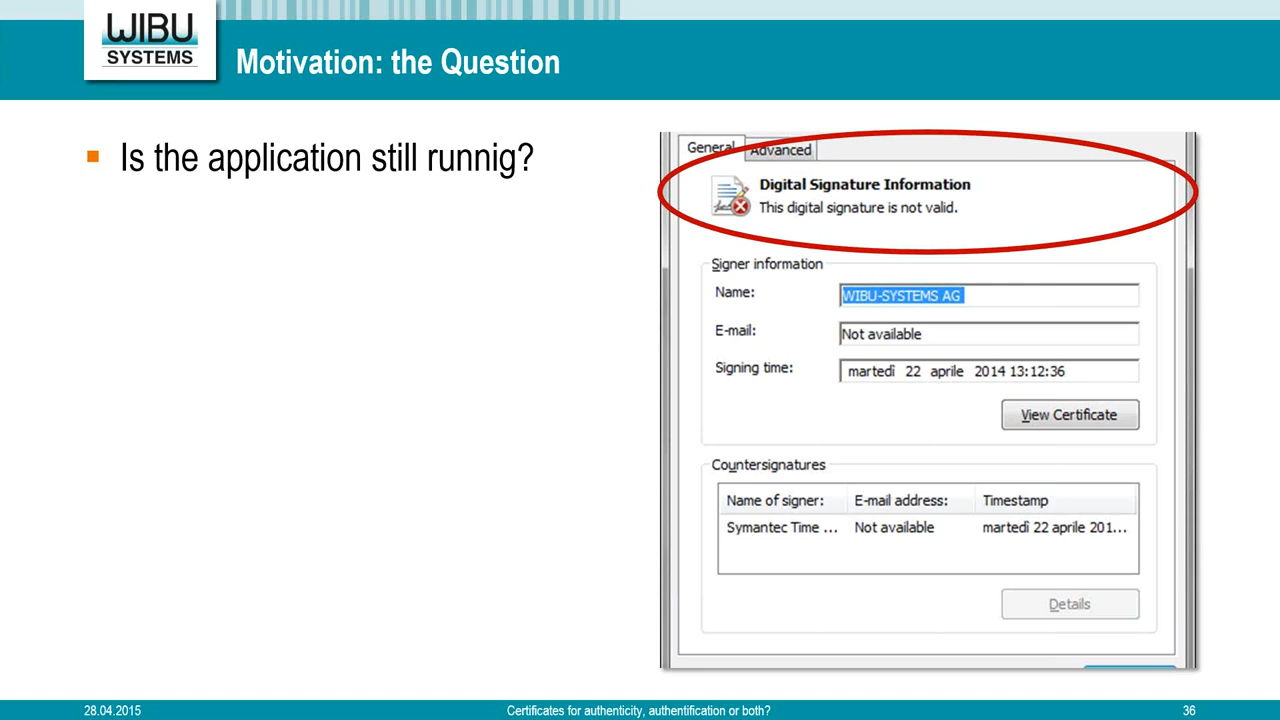 WIBU
SYSTEMS
Motivation: the Question
Is the application still runnig?
General Advanced
Digital Signature Information
This digital signature is not valid.
Signer information
Name: WIBU-SYSTEMS AG
E-mail: Not available
Signing time: martedì 22 aprile 2014 13:12:36
View Certificate
Countersignatures
Name of signer: E-mail address: Timestamp
Symantec Time ... Not available martedì 22 aprile 201...
Details
28.04.2015 Certificates for authenticity, authentification or both? 36